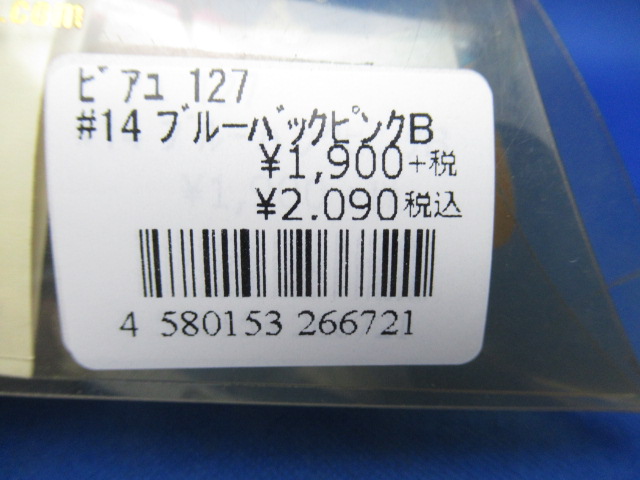 .com
ﾋﾞｱﾕ 127
#14 ﾌﾞﾙｰﾊﾞｯｸﾋﾟﾝｸB
¥1,900+税
¥2.090税込
4 580153 266721